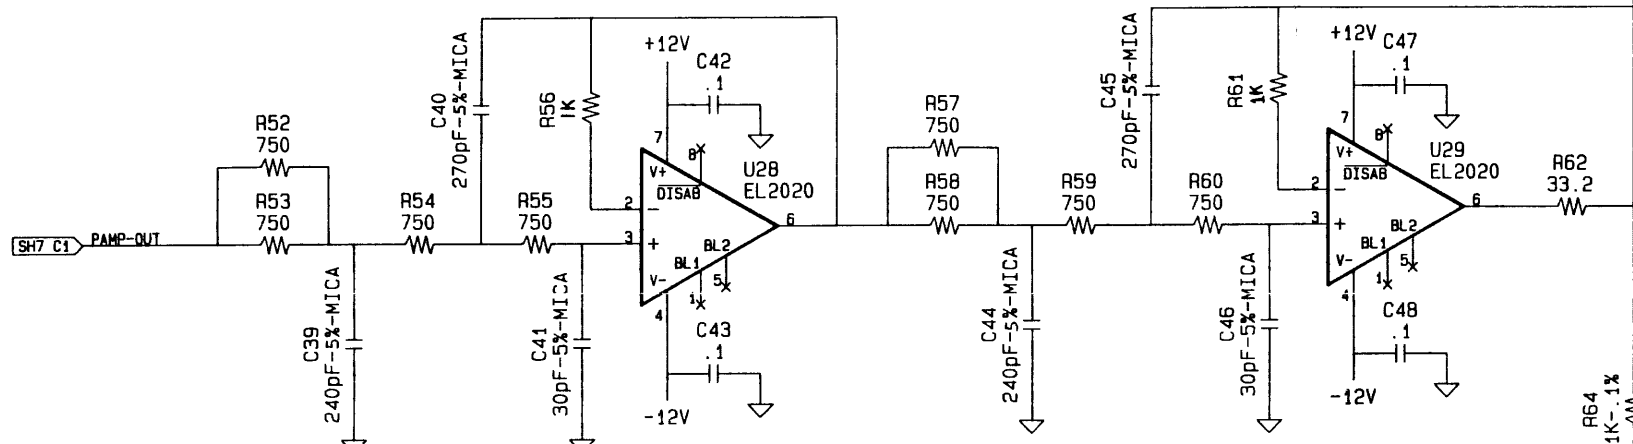 SH7 C1
PAMP-OUT
R52
750
R53
750
C39
240pF-5%-MICA
R54
750
C40
270pF-5%-MICA
R55
750
C41
30pF-5%-MICA
R56
1K
+12V
C42
.1
7
8
V+
DISAB
U28
EL2020
2
-
3
+
6
BL2
BL1
V-
5
1
4
C43
.1
-12V
R57
750
R58
750
C44
240pF-5%-MICA
R59
750
C45
270pF-5%-MICA
R60
750
C46
30pF-5%-MICA
R61
1K
+12V
C47
.1
7
8
V+
DISAB
U29
EL2020
2
-
3
+
6
BL2
BL1
V-
5
1
4
C48
.1
-12V
R62
33.2
R64
1K-.1%